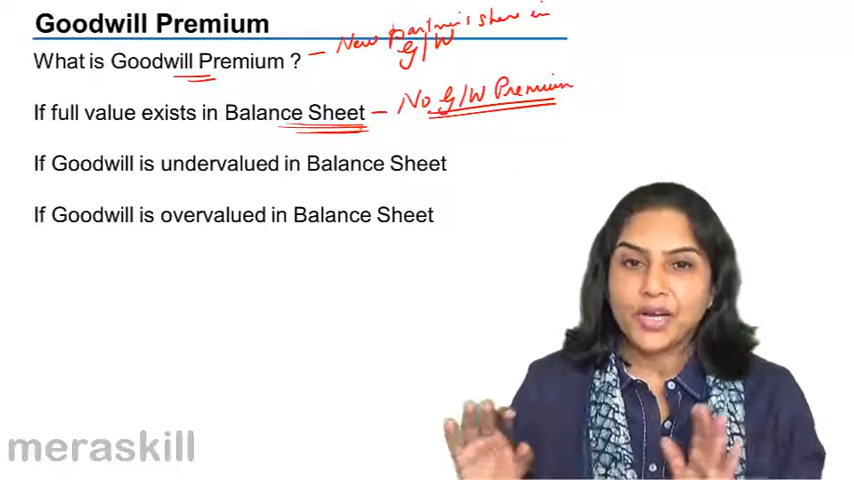 Goodwill Premium
What is Goodwill Premium ? – New partner's share in
G/W
If full value exists in Balance Sheet – No G/W Premium
If Goodwill is undervalued in Balance Sheet
If Goodwill is overvalued in Balance Sheet
meraskill